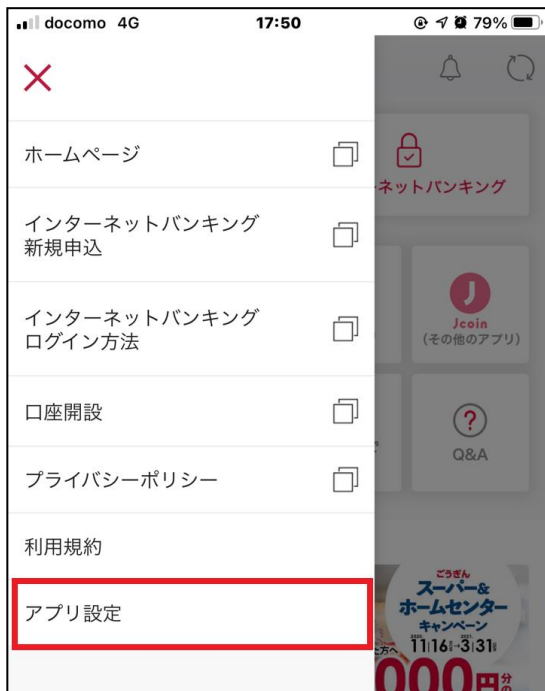 docomo 4G 17:50 79%
ホームページ
インターネットバンキング
新規申込
インターネットバンキング
ログイン方法
口座開設
プライバシーポリシー
利用規約
アプリ設定
ネットバンキング
J
Jcoin
(その他のアプリ)
?
Q&A
ごうぎん
スーパー&
ホームセンター
キャンペーン
11|16 3|31
000円分